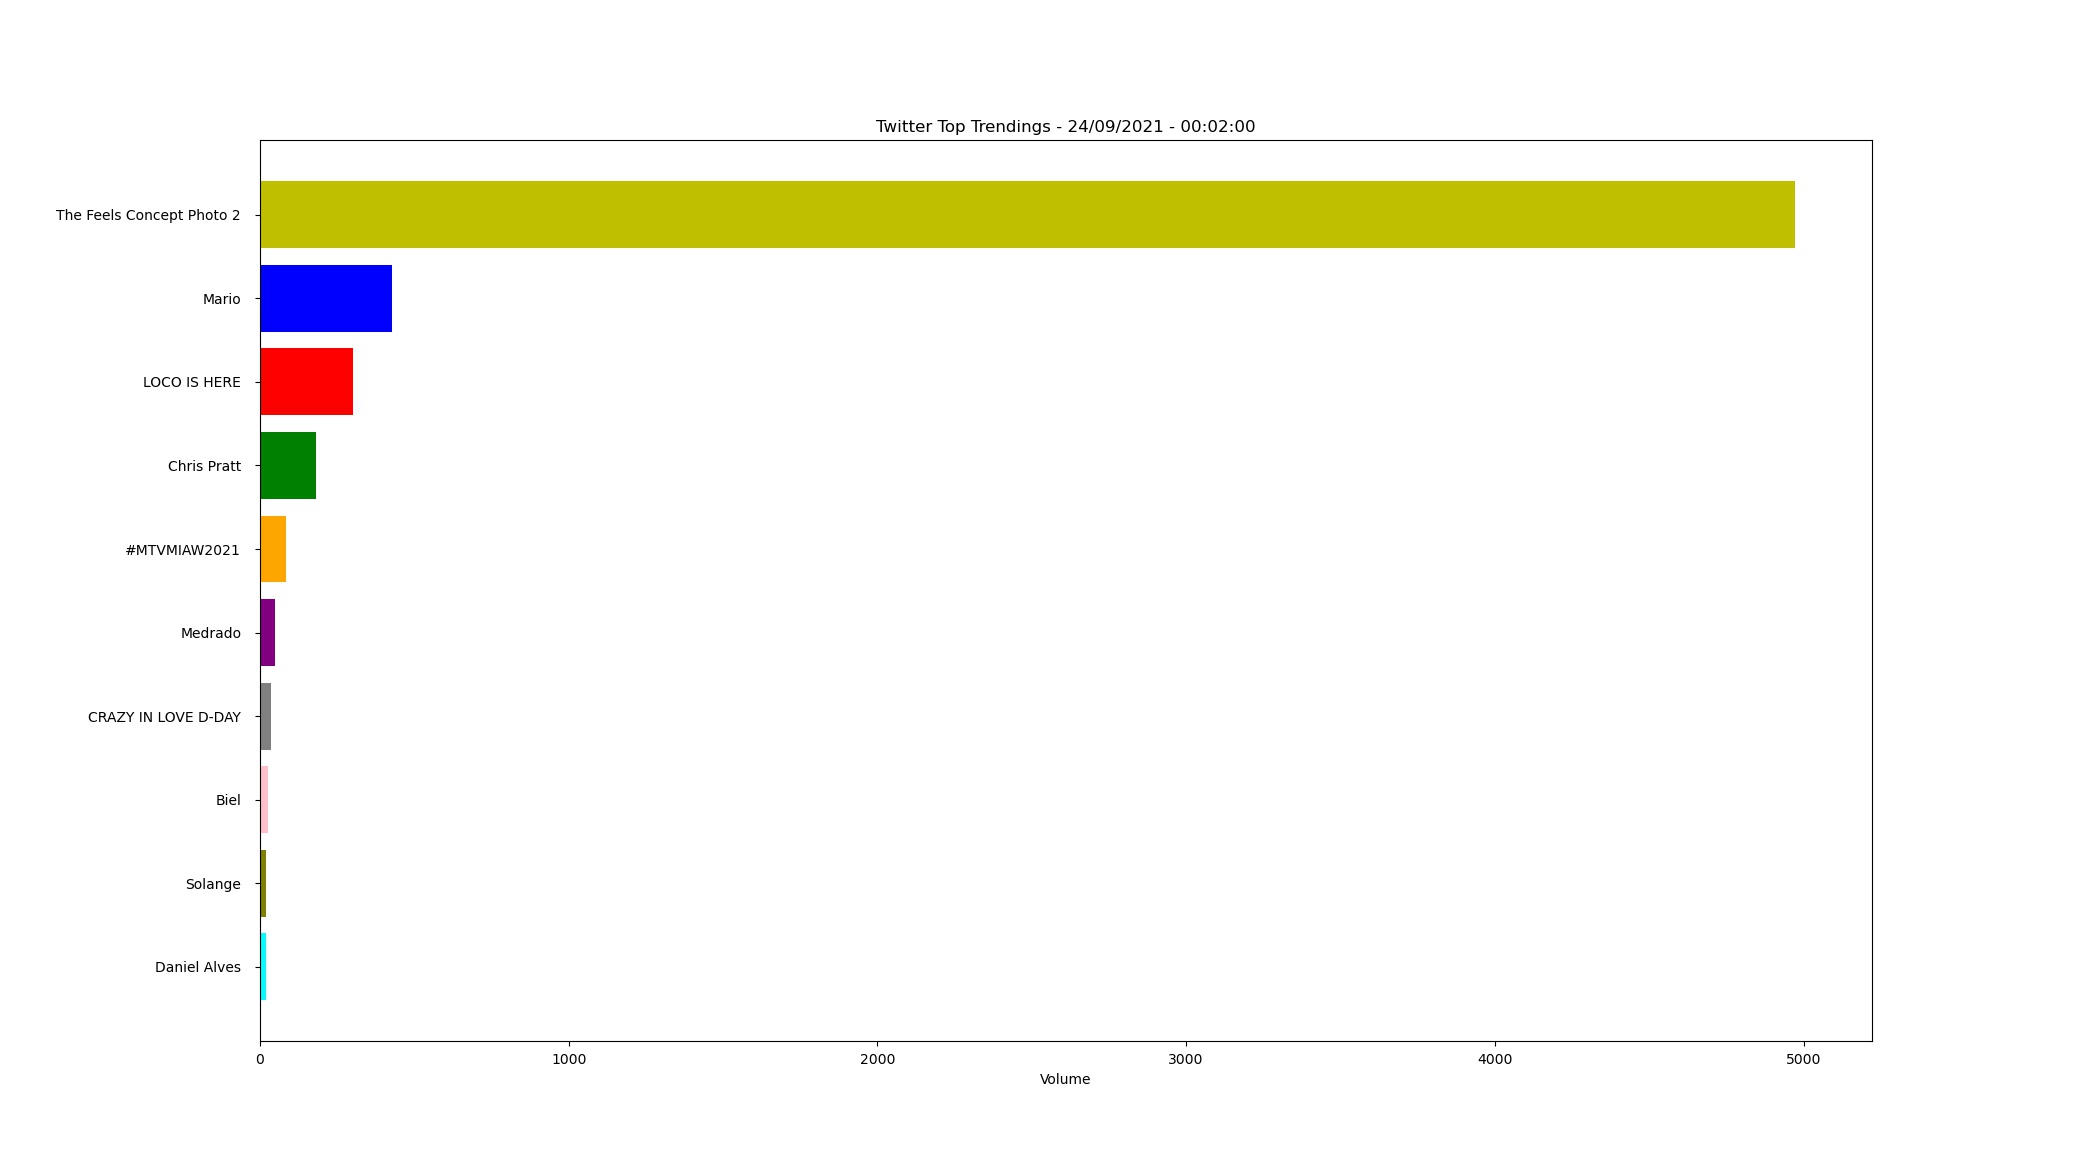 Twitter Top Trendings - 24/09/2021 - 00:02:00
The Feels Concept Photo 2
Mario
LOCO IS HERE
Chris Pratt
#MTVMIAW2021
Medrado
CRAZY IN LOVE D-DAY
Biel
Solange
Daniel Alves
0 1000 2000 3000 4000 5000
Volume